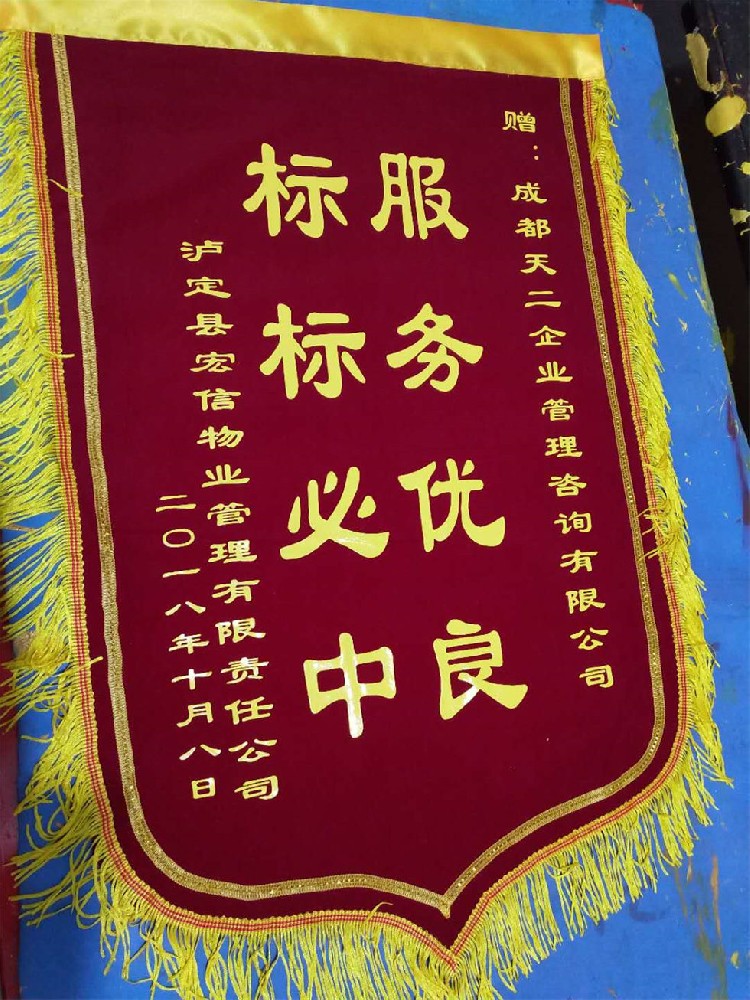 赠：成都天二企业管理咨询有限公司
服务优良
标标必中
泸定县宏信物业管理有限责任公司
二〇一八年十月八日